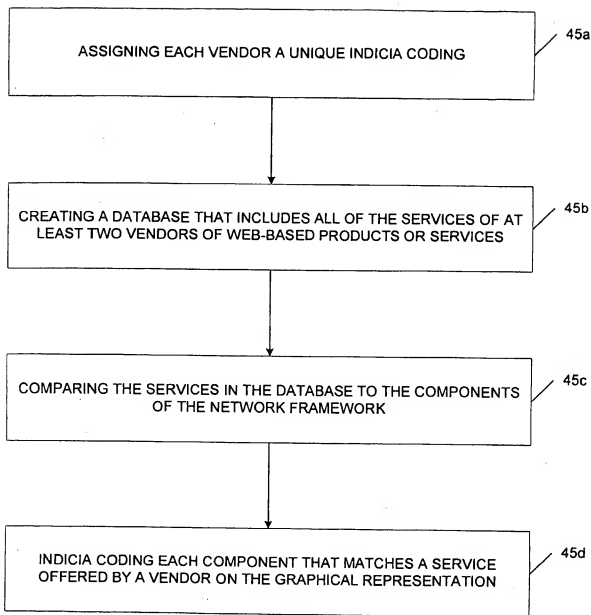 ASSIGNING EACH VENDOR A UNIQUE INDICIA CODING
45a
CREATING A DATABASE THAT INCLUDES ALL OF THE SERVICES OF AT
LEAST TWO VENDORS OF WEB-BASED PRODUCTS OR SERVICES
45b
COMPARING THE SERVICES IN THE DATABASE TO THE COMPONENTS
OF THE NETWORK FRAMEWORK
45c
INDICIA CODING EACH COMPONENT THAT MATCHES A SERVICE
OFFERED BY A VENDOR ON THE GRAPHICAL REPRESENTATION
45d